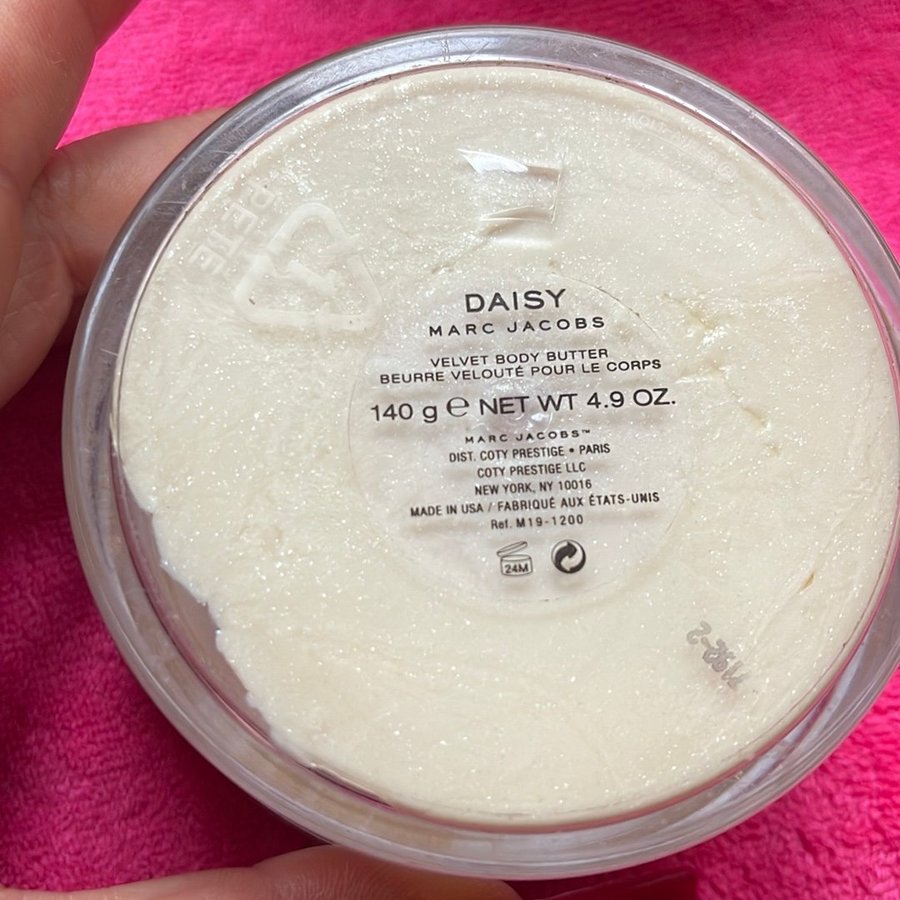 PETE
1
DAISY
MARC JACOBS
VELVET BODY BUTTER
BEURRE VELOUTÉ POUR LE CORPS
140 g ℮ NET WT 4.9 OZ.
MARC JACOBS™
DIST. COTY PRESTIGE • PARIS
COTY PRESTIGE LLC
NEW YORK, NY 10016
MADE IN USA / FABRIQUÉ AUX ÉTATS-UNIS
Ref. M19-1200
24M